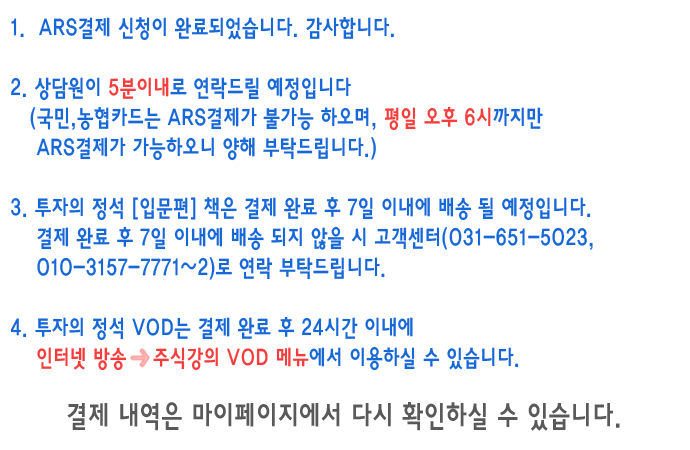 1. ARS결제 신청이 완료되었습니다. 감사합니다.
2. 상담원이 5분이내로 연락드릴 예정입니다
(국민,농협카드는 ARS결제가 불가능 하오며, 평일 오후 6시까지만
ARS결제가 가능하오니 양해 부탁드립니다.)
3. 투자의 정석 [입문편] 책은 결제 완료 후 7일 이내에 배송 될 예정입니다.
결제 완료 후 7일 이내에 배송 되지 않을 시 고객센터(031-651-5023,
010-3157-7771~2)로 연락 부탁드립니다.
4. 투자의 정석 VOD는 결제 완료 후 24시간 이내에
인터넷 방송 ➜ 주식강의 VOD 메뉴에서 이용하실 수 있습니다.
결제 내역은 마이페이지에서 다시 확인하실 수 있습니다.